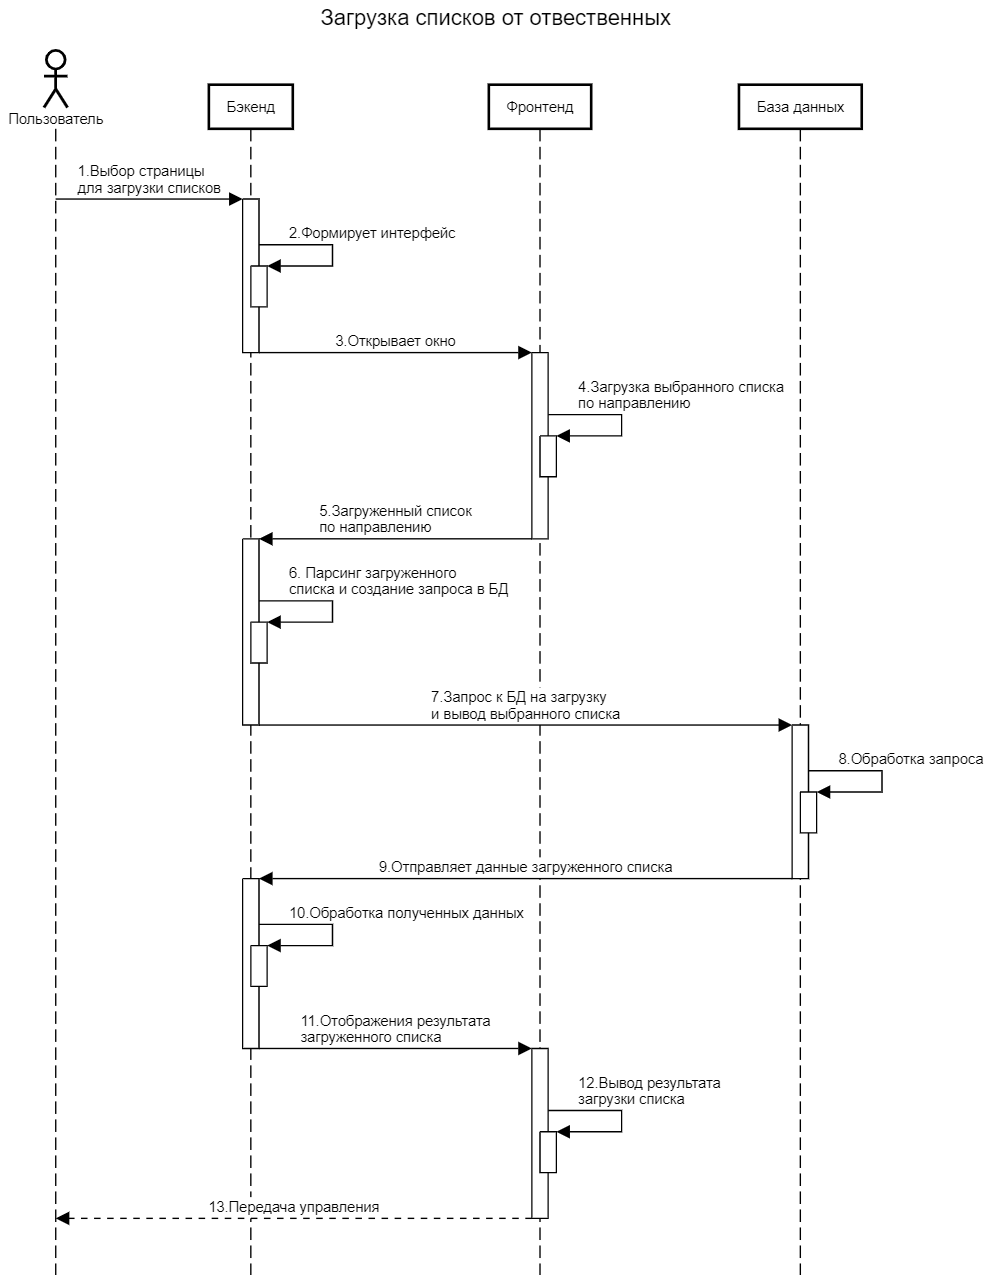 Загрузка списков от отвественных
Пользователь
Бэкенд
Фронтенд
База данных
1.Выбор страницы
для загрузки списков
2.Формирует интерфейс
3.Открывает окно
4.Загрузка выбранного списка
по направлению
5.Загруженный список
по направлению
6. Парсинг загруженного
списка и создание запроса в БД
7.Запрос к БД на загрузку
и вывод выбранного списка
8.Обработка запроса
9.Отправляет данные загруженного списка
10.Обработка полученных данных
11.Отображения результата
загруженного списка
12.Вывод результата
загрузки списка
13.Передача управления